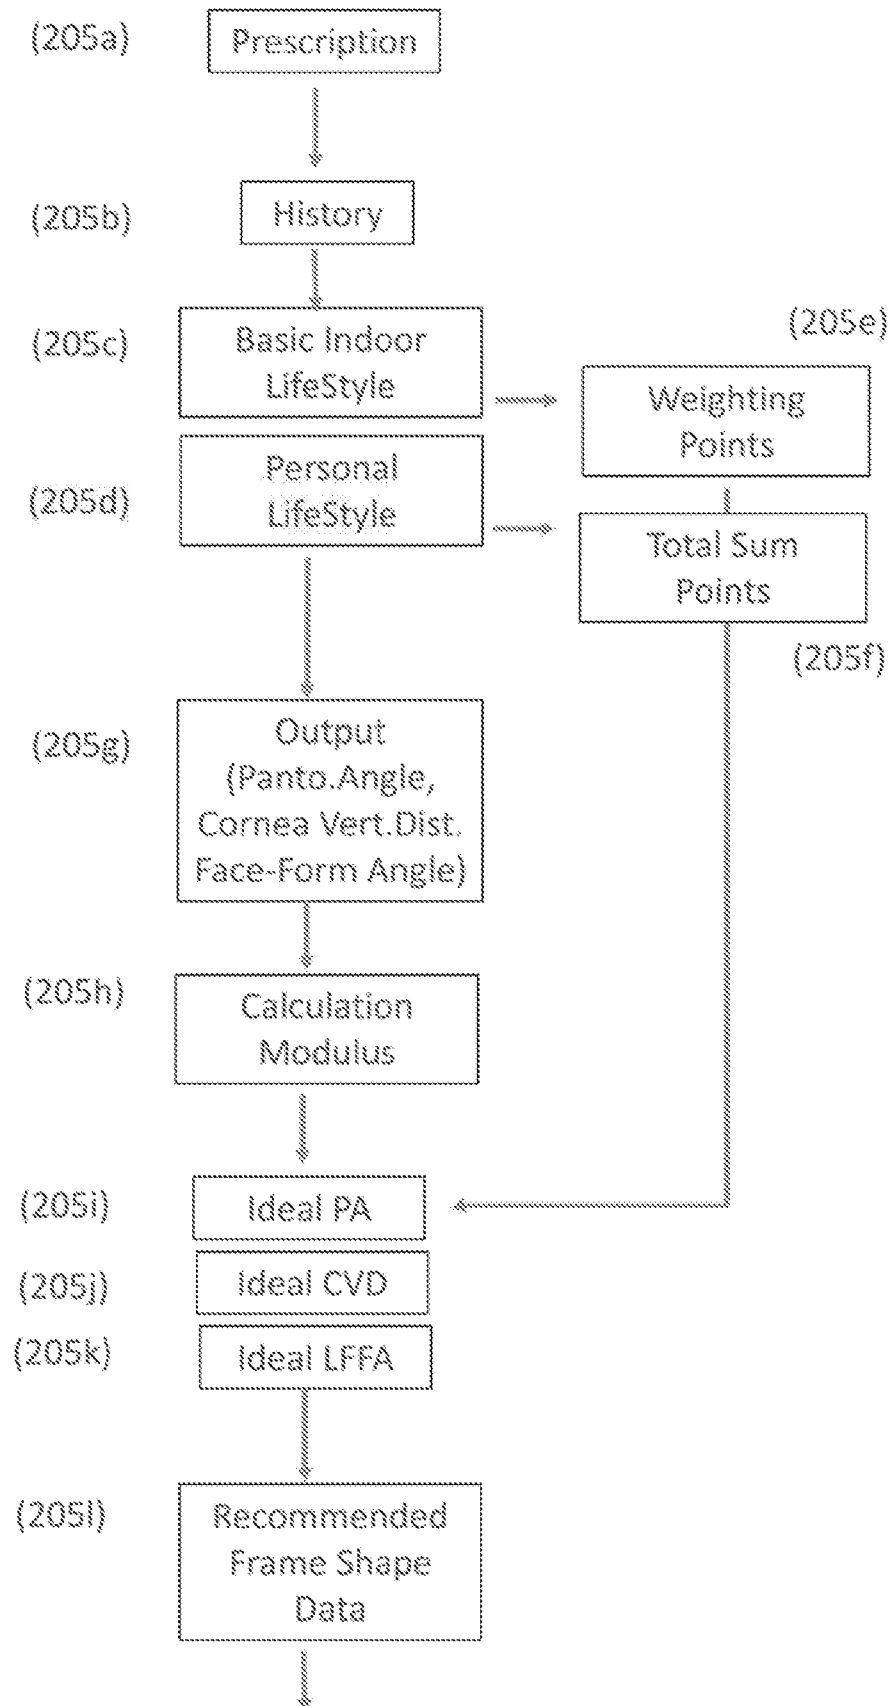 (205a)
Prescription
(205b)
History
(205c)
Basic Indoor
LifeStyle
(205e)
Weighting
Points
(205d)
Personal
LifeStyle
Total Sum
Points
(205f)
(205g)
Output
(Panto.Angle,
Cornea Vert.Dist.
Face-Form Angle)
(205h)
Calculation
Modulus
(205i)
Ideal PA
(205j)
Ideal CVD
(205k)
Ideal LFFA
(205l)
Recommended
Frame Shape
Data